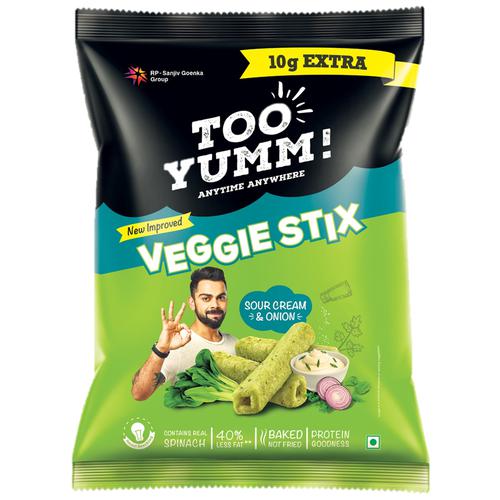 RP-Sanjiv Goenka
Group
10g EXTRA
TOO
YUMM!
ANYTIME ANYWHERE
New Improved
VEGGIE STIX
SOUR CREAM
& ONION
CONTAINS REAL
SPINACH
40%
LESS FAT**
BAKED
NOT FRIED
PROTEIN
GOODNESS